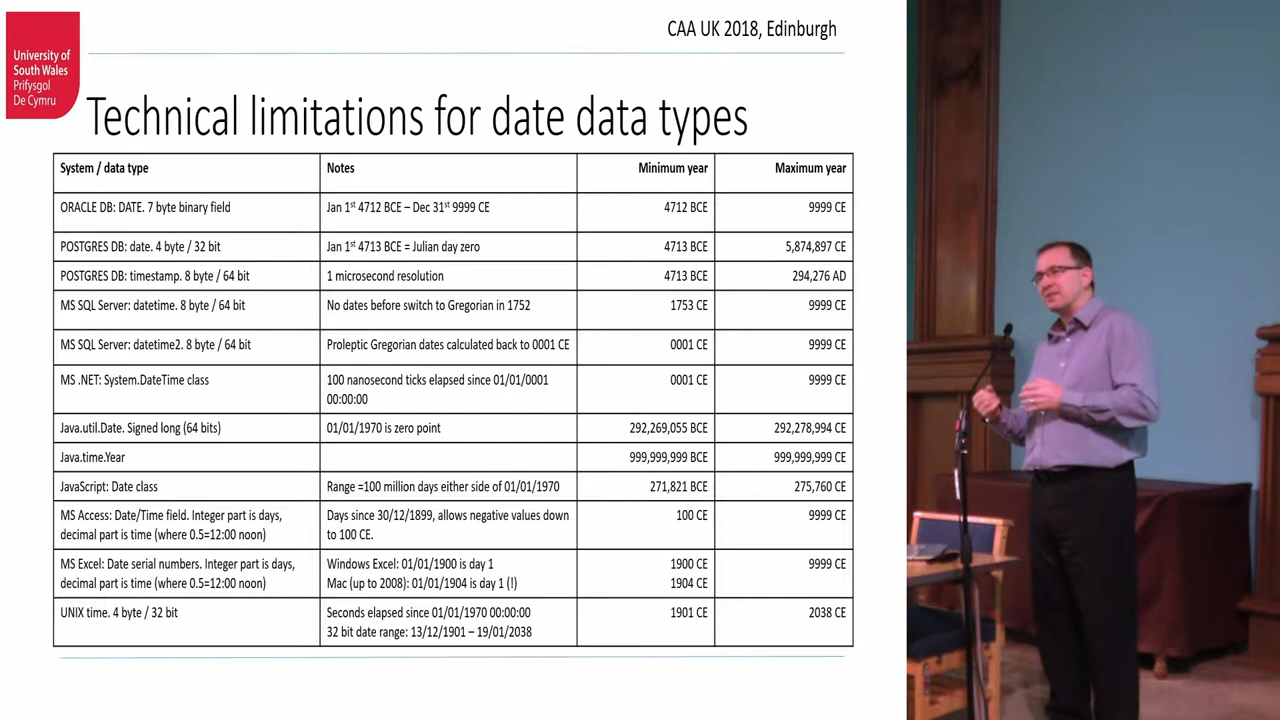 CAA UK 2018, Edinburgh
University of
South Wales
Prifysgol
De Cymru
Technical limitations for date data types
System / data type Notes Minimum year Maximum year
ORACLE DB: DATE. 7 byte binary field Jan 1st 4712 BCE – Dec 31st 9999 CE 4712 BCE 9999 CE
POSTGRES DB: date. 4 byte / 32 bit Jan 1st 4713 BCE = Julian day zero 4713 BCE 5,874,897 CE
POSTGRES DB: timestamp. 8 byte / 64 bit 1 microsecond resolution 4713 BCE 294,276 AD
MS SQL Server: datetime. 8 byte / 64 bit No dates before switch to Gregorian in 1752 1753 CE 9999 CE
MS SQL Server: datetime2. 8 byte / 64 bit Proleptic Gregorian dates calculated back to 0001 CE 0001 CE 9999 CE
MS .NET: System.DateTime class 100 nanosecond ticks elapsed since 01/01/0001 0001 CE 9999 CE
00:00:00
Java.util.Date. Signed long (64 bits) 01/01/1970 is zero point 292,269,055 BCE 292,278,994 CE
Java.time.Year 999,999,999 BCE 999,999,999 CE
JavaScript: Date class Range =100 million days either side of 01/01/1970 271,821 BCE 275,760 CE
MS Access: Date/Time field. Integer part is days, Days since 30/12/1899, allows negative values down 100 CE 9999 CE
decimal part is time (where 0.5=12:00 noon) to 100 CE.
MS Excel: Date serial numbers. Integer part is days, Windows Excel: 01/01/1900 is day 1 1900 CE 9999 CE
decimal part is time (where 0.5=12:00 noon) Mac (up to 2008): 01/01/1904 is day 1 (!) 1904 CE
UNIX time. 4 byte / 32 bit Seconds elapsed since 01/01/1970 00:00:00 1901 CE 2038 CE
32 bit date range: 13/12/1901 – 19/01/2038